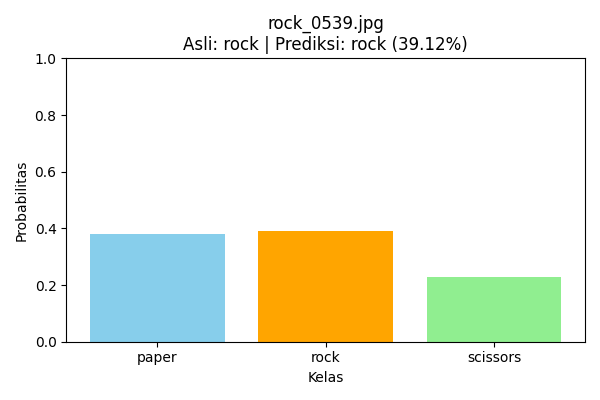 rock_0539.jpg
Asli: rock | Prediksi: rock (39.12%)
1.0
0.8
0.6
0.4
0.2
0.0
Probabilitas
paper
rock
scissors
Kelas